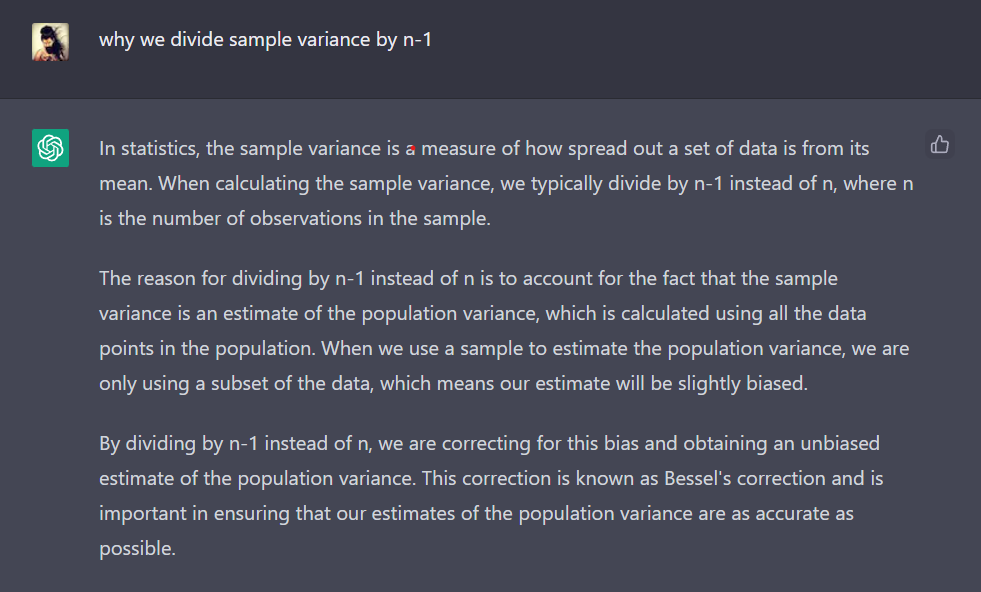 why we divide sample variance by n-1
In statistics, the sample variance is a measure of how spread out a set of data is from its
mean. When calculating the sample variance, we typically divide by n-1 instead of n, where n
is the number of observations in the sample.
The reason for dividing by n-1 instead of n is to account for the fact that the sample
variance is an estimate of the population variance, which is calculated using all the data
points in the population. When we use a sample to estimate the population variance, we are
only using a subset of the data, which means our estimate will be slightly biased.
By dividing by n-1 instead of n, we are correcting for this bias and obtaining an unbiased
estimate of the population variance. This correction is known as Bessel's correction and is
important in ensuring that our estimates of the population variance are as accurate as
possible.